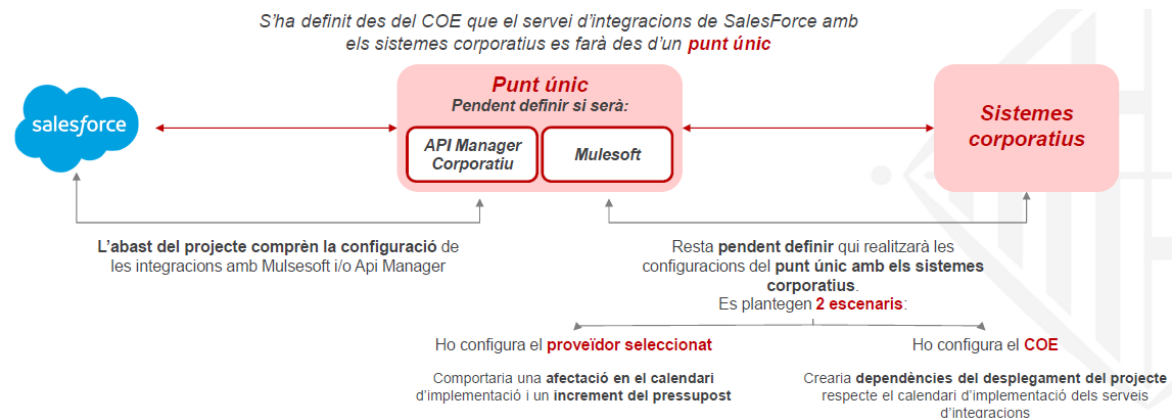 S'ha definit des del COE que el servei d'integracions de SalesForce amb
els sistemes corporatius es farà des d'un punt únic
salesforce
Punt únic
Pendent definir si serà:
API Manager
Corporatiu
Mulesoft
Sistemes
corporatius
L'abast del projecte comprèn la configuració de
les integracions amb Mulsesoft i/o Api Manager
Resta pendent definir qui realitzarà les
configuracions del punt únic amb els sistemes
corporatius.
Es plantegen 2 escenaris:
Ho configura el proveïdor seleccionat
Comportaria una afectació en el calendari
d'implementació i un increment del pressupost
Ho configura el COE
Crearia dependències del desplegament del projecte
respecte el calendari d'implementació dels serveis
d'integracions